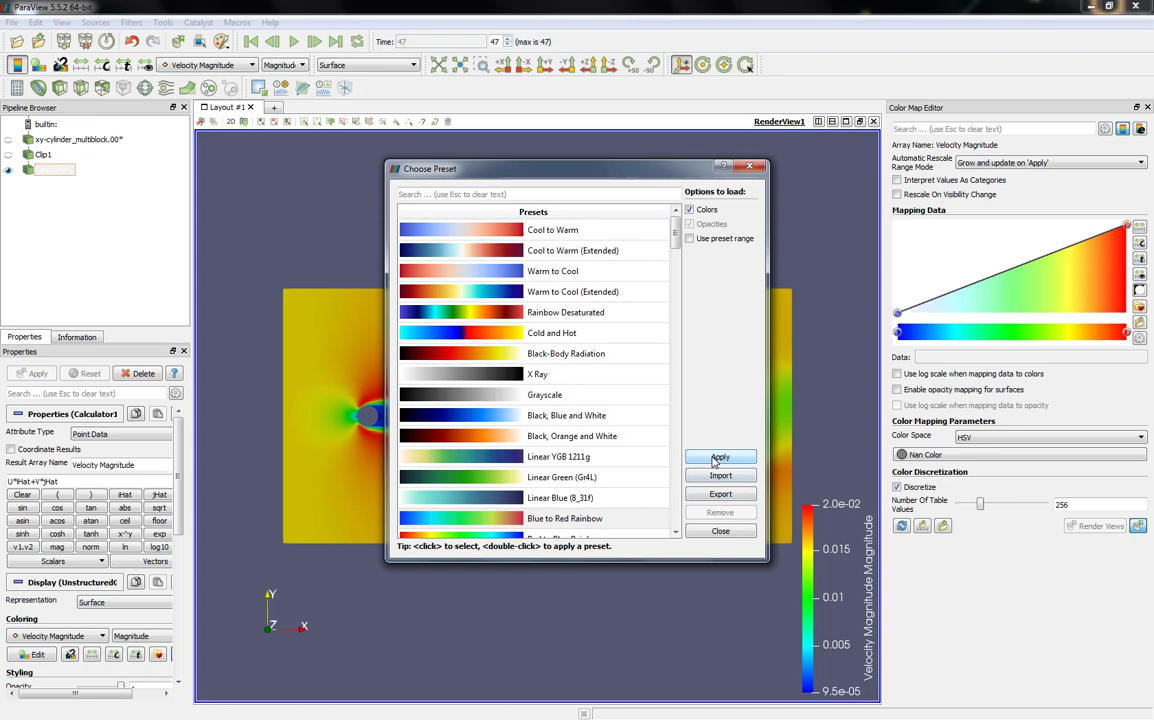 ParaView 5.5.2 64-bit
File Edit View Sources Filters Tools Catalyst Macros Help
Time: 47 47 (max is 47)
Velocity Magnitude Magnitu Surface
+X -X +Y -Y +Z -Z +90 -90
Pipeline Browser
builtin:
xy-cylinder_multiblock.00*
Clip1
Properties Information
Properties
Apply Reset Delete ?
Search ... (use Esc to clear text)
Properties (Calculator1
Attribute Type Point Data
Coordinate Results
Result Array Name Velocity Magnitude
U*iHat+V*jHat
Clear ( ) iHat jHat
sin cos tan abs sqrt
asin acos atan ceil floor
sinh cosh tanh x^y exp
v1.v2 mag norm ln log10
Scalars Vectors
Display (UnstructuredG
Representation Surface
Coloring
Velocity Magnitude Magnitude
Edit
Styling
Opacity
Layout #1
+
2D
RenderView1
Y
Z
X
2.0e-02
0.015
0.01
0.005
9.5e-05
Velocity Magnitude Magnitude
Choose Preset
?
Search ... (use Esc to clear text)
Presets
Cool to Warm
Cool to Warm (Extended)
Warm to Cool
Warm to Cool (Extended)
Rainbow Desaturated
Cold and Hot
Black-Body Radiation
X Ray
Grayscale
Black, Blue and White
Black, Orange and White
Linear YGB 1211g
Linear Green (Gr4L)
Linear Blue (8_31f)
Blue to Red Rainbow
Options to load:
Colors
Opacities
Use preset range
Apply
Import
Export
Remove
Close
Tip: <click> to select, <double-click> to apply a preset.
Color Map Editor
Search ... (use Esc to clear text)
Array Name: Velocity Magnitude
Automatic Rescale
Range Mode
Grow and update on 'Apply'
Interpret Values As Categories
Rescale On Visibility Change
Mapping Data
Data:
Use log scale when mapping data to colors
Enable opacity mapping for surfaces
Use log scale when mapping data to opacity
Color Mapping Parameters
Color Space HSV
Nan Color
Color Discretization
Discretize
Number Of Table
Values
256
Render Views